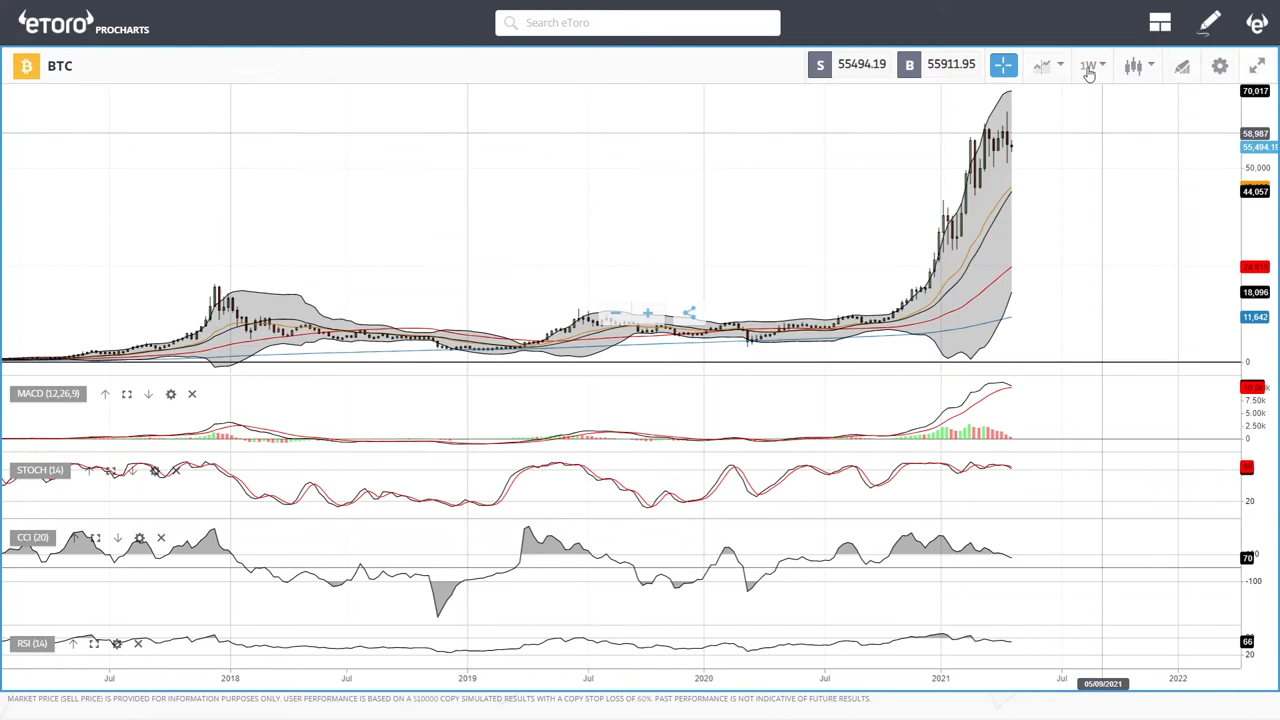 eToro PROCHARTS
Search eToro
BTC
S 55494.19 B 55911.95 1W
70,017
58,987
55,494.19
50,000
44,057
18,096
11,642
0
MACD (12,26,9)
7.50k
5.00k
2.50k
0
STOCH (14)
20
CCI (20)
70
-100
RSI (14)
66
20
Jul 2018 Jul 2019 Jul 2020 Jul 2021 Jul 2022
05/09/2021
MARKET PRICE (SELL PRICE) IS PROVIDED FOR INFORMATION PURPOSES ONLY. USER PERFORMANCE IS BASED ON A $10000 COPY SIMULATED RESULTS WITH A COPY STOP LOSS OF 60%. PAST PERFORMANCE IS NOT INDICATIVE OF FUTURE RESULTS.